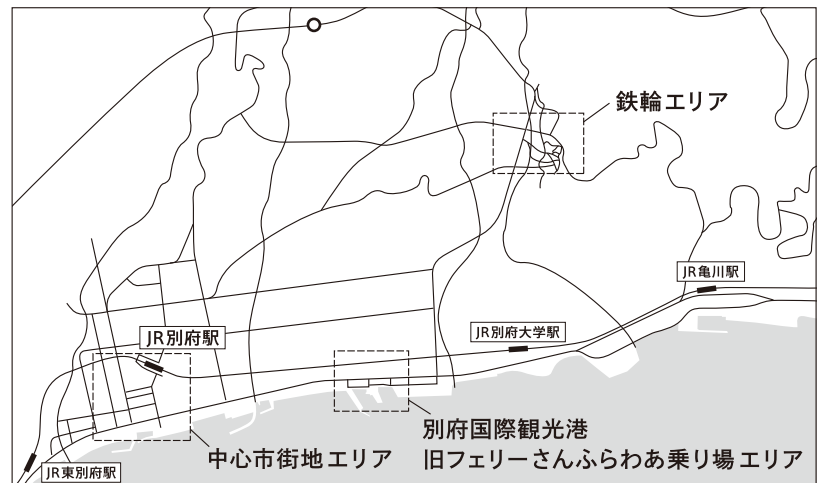 鉄輪エリア
JR亀川駅
JR別府大学駅
JR別府駅
別府国際観光港
旧フェリーさんふらわあ乗り場エリア
中心市街地エリア
JR東別府駅